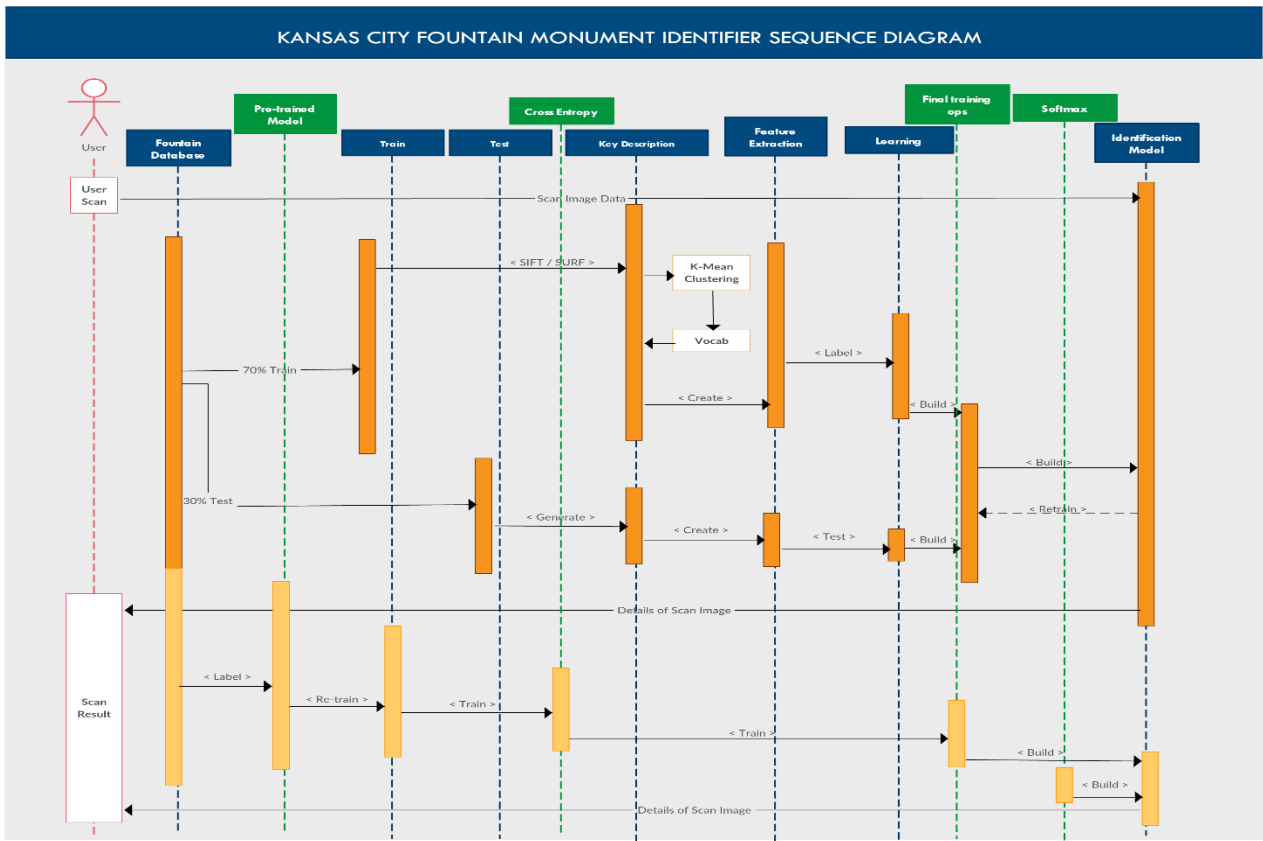 KANSAS CITY FOUNTAIN MONUMENT IDENTIFIER SEQUENCE DIAGRAM
User
Fountain
Database
Pre-trained
Model
Train
Test
Cross Entropy
Key Description
Feature
Extraction
Learning
Final training
ops
Softmax
Identification
Model
User
Scan
Scan Image Data
< SIFT / SURF >
K-Mean
Clustering
Vocab
< Label >
70% Train
< Create >
< Build >
< Build >
30% Test
< Retrain >
< Generate >
< Create >
< Test >
< Build >
Details of Scan Image
Scan
Result
< Label >
< Re-train >
< Train >
< Train >
< Build >
< Build >
Details of Scan Image